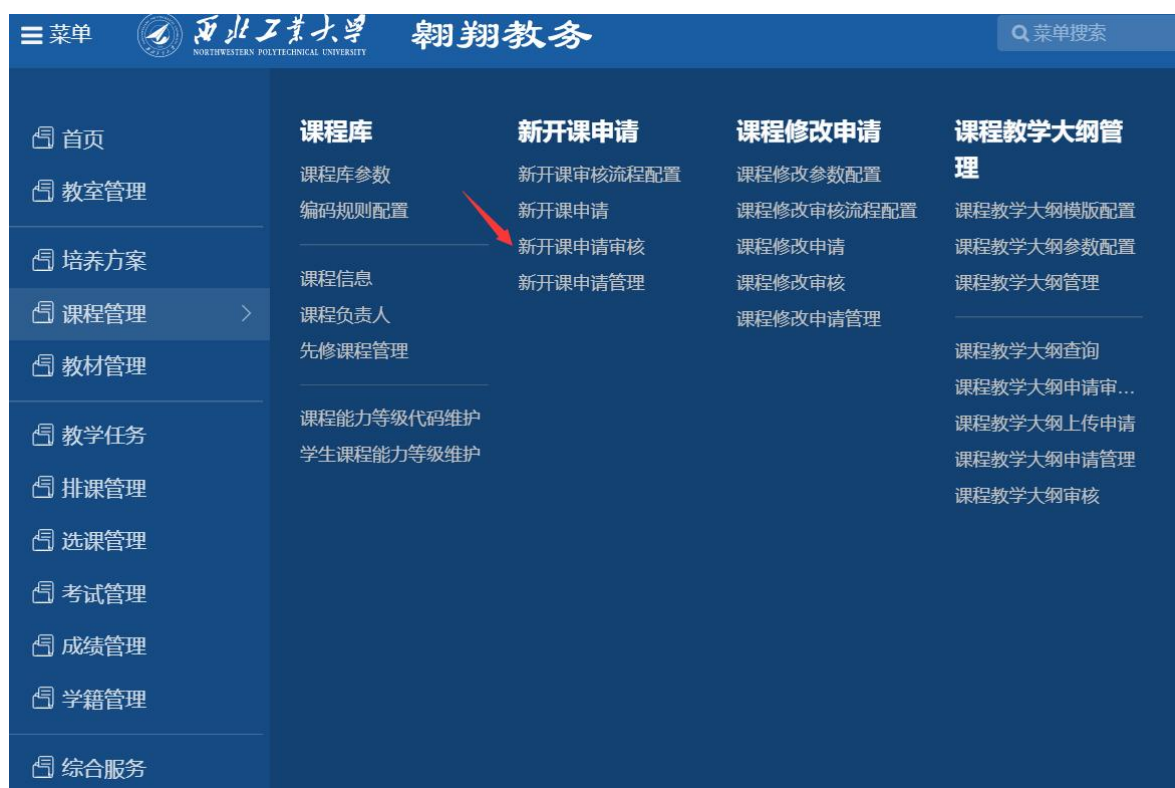 菜单
西北工业大学
NORTHWESTERN POLYTECHNICAL UNIVERSITY
翱翔教务
菜单搜索
首页
教室管理
培养方案
课程管理
教材管理
教学任务
排课管理
选课管理
考试管理
成绩管理
学籍管理
综合服务
课程库
课程库参数
编码规则配置
课程信息
课程负责人
先修课程管理
课程能力等级代码维护
学生课程能力等级维护
新开课申请
新开课审核流程配置
新开课申请
新开课申请审核
新开课申请管理
课程修改申请
课程修改参数配置
课程修改审核流程配置
课程修改申请
课程修改审核
课程修改申请管理
课程教学大纲管
理
课程教学大纲模版配置
课程教学大纲参数配置
课程教学大纲管理
课程教学大纲查询
课程教学大纲申请审...
课程教学大纲上传申请
课程教学大纲申请管理
课程教学大纲审核